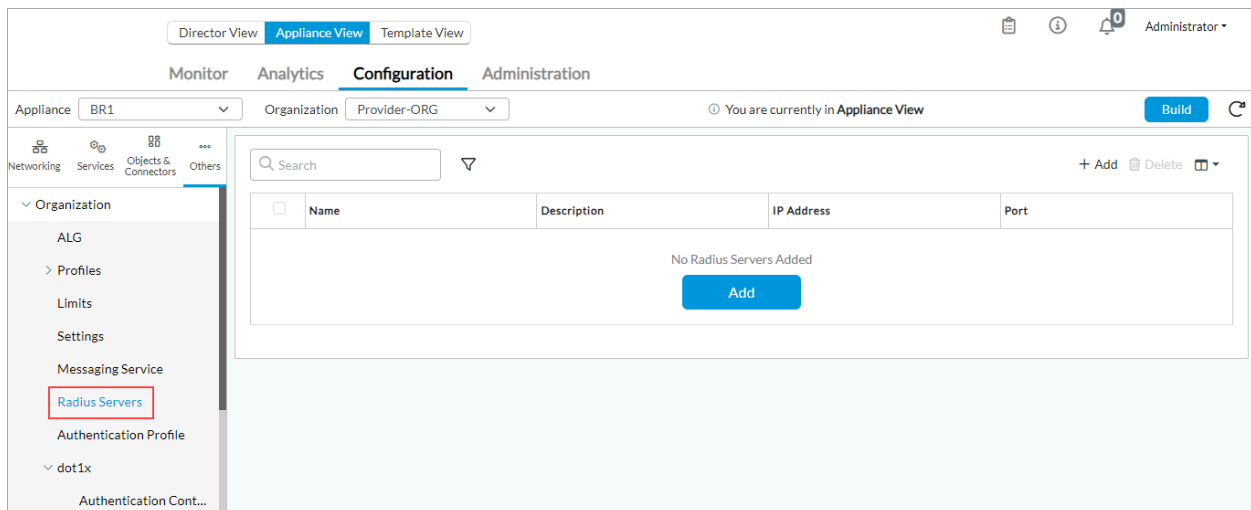 Director View Appliance View Template View
0
Administrator
Monitor Analytics Configuration Administration
Appliance BR1 Organization Provider-ORG You are currently in Appliance View Build
Networking Services Objects & Connectors Others
Search
+ Add Delete
Organization
Name Description IP Address Port
ALG
No Radius Servers Added
Profiles
Add
Limits
Settings
Messaging Service
Radius Servers
Authentication Profile
dot1x
Authentication Cont...